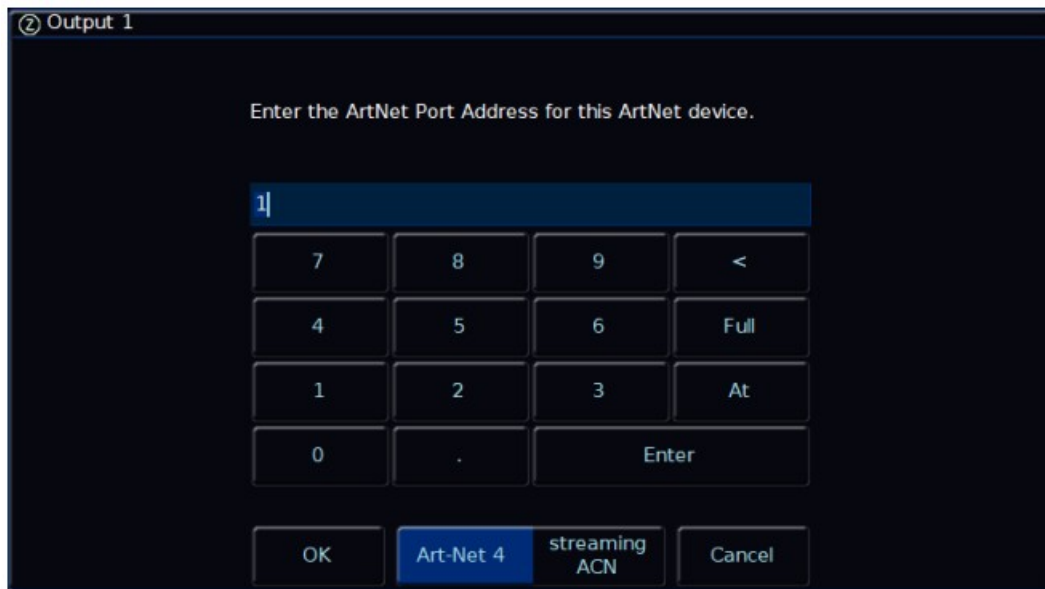 Z Output 1
Enter the ArtNet Port Address for this ArtNet device.
1
7 8 9 <
4 5 6 Full
1 2 3 At
0 . Enter
OK Art-Net 4 streaming ACN Cancel